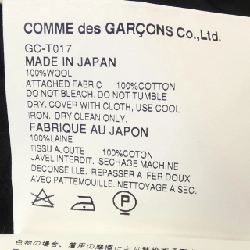 COMME des GARÇONS Co.,Ltd.
GC-T017
MADE IN JAPAN
100%WOOL
ATTACHED FABRIC 100%COTTON
DO NOT BLEACH. DO NOT TUMBLE
DRY. COVER WITH CLOTH, USE COOL
IRON. DRY CLEAN ONLY.
FABRIQUE AU JAPON
100%LAINE
TISSU AJOUTE 100%COTON
JAVEL INTERDIT. SECHAGE MACHINE
DECONSEILLE. REPASSER A FER DOUX
AVEC PATTEMOUILLE. NETTOYAGE A SEC.